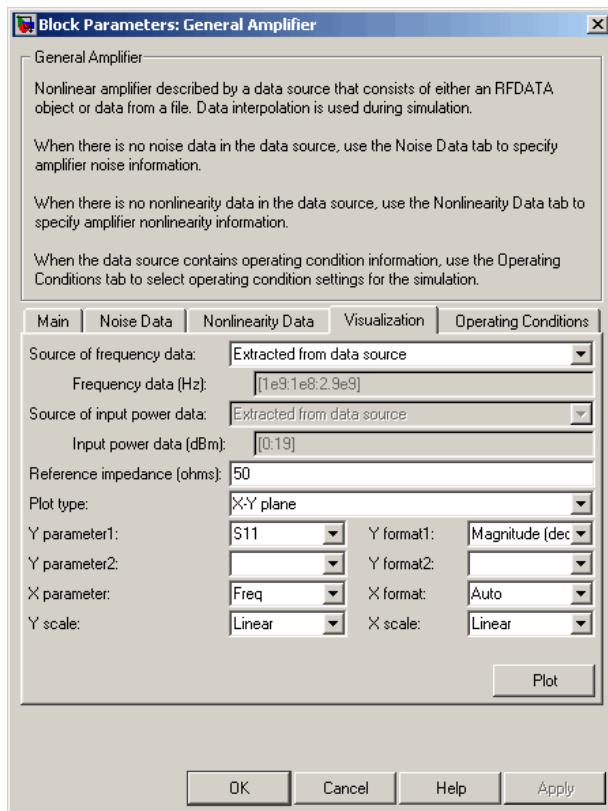 Block Parameters: General Amplifier
General Amplifier
Nonlinear amplifier described by a data source that consists of either an RFDATA
object or data from a file. Data interpolation is used during simulation.
When there is no noise data in the data source, use the Noise Data tab to specify
amplifier noise information.
When there is no nonlinearity data in the data source, use the Nonlinearity Data tab to
specify amplifier nonlinearity information.
When the data source contains operating condition information, use the Operating
Conditions tab to select operating condition settings for the simulation.
Main Noise Data Nonlinearity Data Visualization Operating Conditions
Source of frequency data: Extracted from data source
Frequency data (Hz): [1e9:1e8:2.9e9]
Source of input power data: Extracted from data source
Input power data (dBm): [0:19]
Reference impedance (ohms): 50
Plot type: X-Y plane
Y parameter1: S11 Y format1: Magnitude (dec
Y parameter2: Y format2:
X parameter: Freq X format: Auto
Y scale: Linear X scale: Linear
Plot
OK Cancel Help Apply